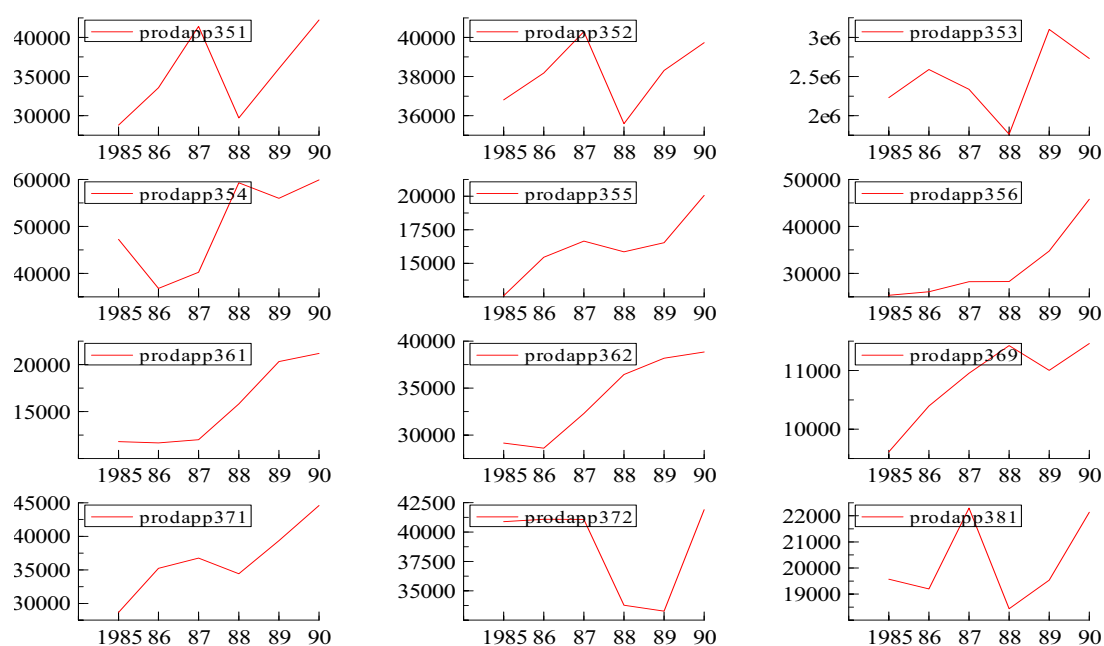 prodapp351
40000
35000
30000
1985 86 87 88 89 90
prodapp352
40000
38000
36000
1985 86 87 88 89 90
prodapp353
3e6
2.5e6
2e6
1985 86 87 88 89 90
prodapp354
60000
50000
40000
1985 86 87 88 89 90
prodapp355
20000
17500
15000
1985 86 87 88 89 90
prodapp356
50000
40000
30000
1985 86 87 88 89 90
prodapp361
20000
15000
1985 86 87 88 89 90
prodapp362
40000
35000
30000
1985 86 87 88 89 90
prodapp369
11000
10000
1985 86 87 88 89 90
prodapp371
45000
40000
35000
30000
1985 86 87 88 89 90
prodapp372
42500
40000
37500
35000
1985 86 87 88 89 90
prodapp381
22000
21000
20000
19000
1985 86 87 88 89 90